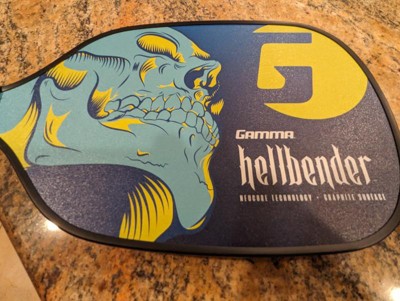 G
GAMMA
hellbender
NEUCORE TECHNOLOGY • GRAPHITE SURFACE